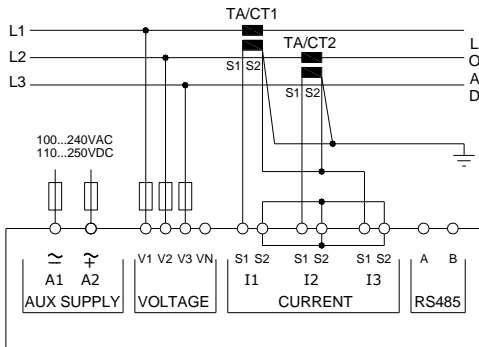 TA/CT1
L1
TA/CT2
L
S1 S2
L2
O
L3
S1 S2
A
D
100...240VAC
110...250VDC
V1 V2 V3 VN S1 S2 S1 S2 S1 S2 A B
A1 A2 I1 I2 I3
AUX SUPPLY VOLTAGE CURRENT RS485